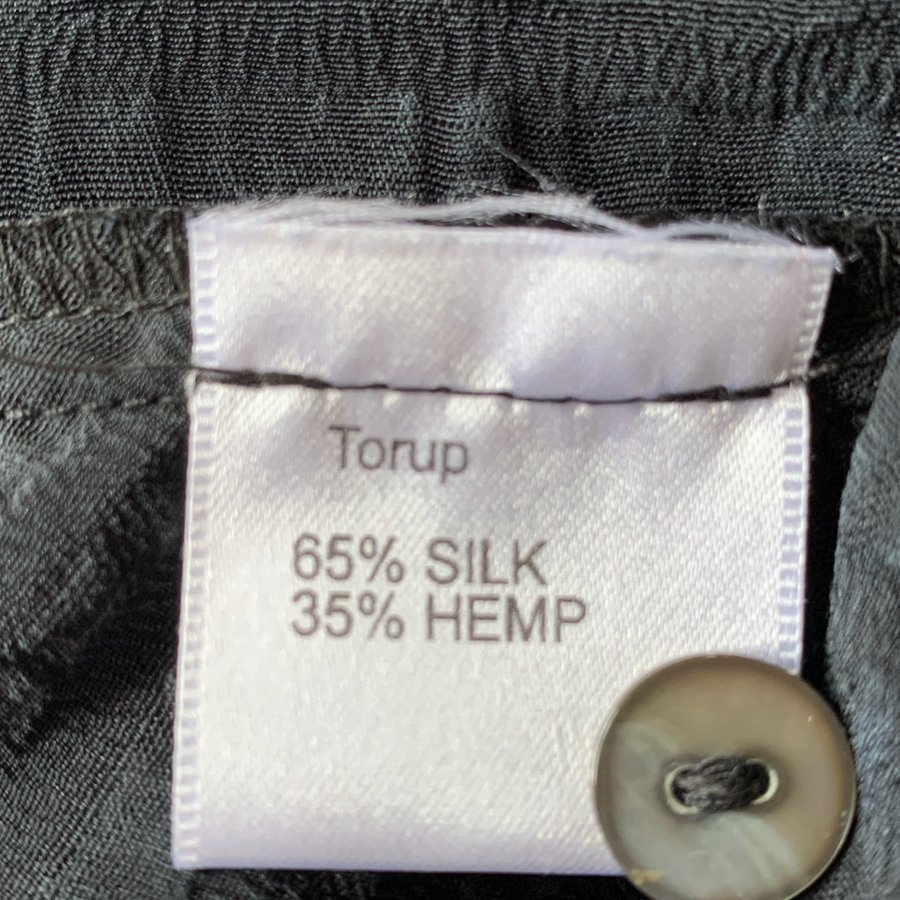 Torup
65% SILK
35% HEMP